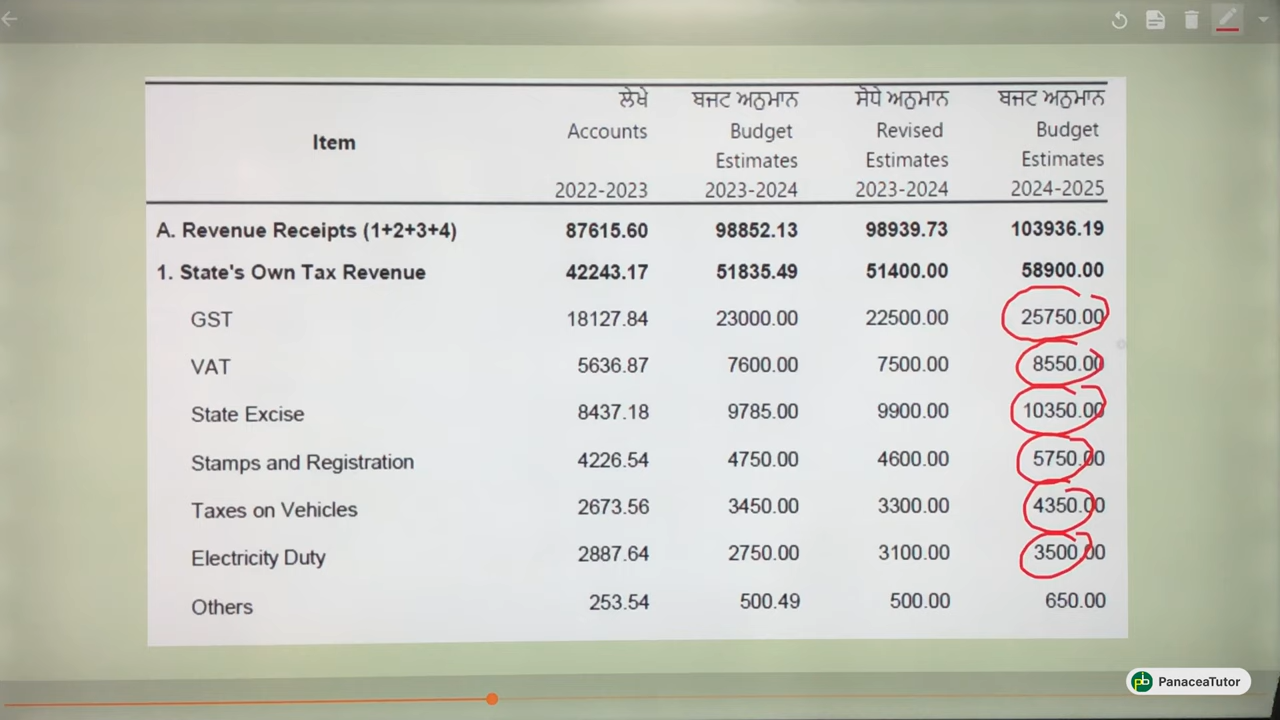 ਲੇਖੇ ਬਜਟ ਅਨੁਮਾਨ ਸੋਧੇ ਅਨੁਮਾਨ ਬਜਟ ਅਨੁਮਾਨ
Item Accounts Budget Revised Budget
Estimates Estimates Estimates
2022-2023 2023-2024 2023-2024 2024-2025
A. Revenue Receipts (1+2+3+4) 87615.60 98852.13 98939.73 103936.19
1. State's Own Tax Revenue 42243.17 51835.49 51400.00 58900.00
GST 18127.84 23000.00 22500.00 25750.00
VAT 5636.87 7600.00 7500.00 8550.00
State Excise 8437.18 9785.00 9900.00 10350.00
Stamps and Registration 4226.54 4750.00 4600.00 5750.00
Taxes on Vehicles 2673.56 3450.00 3300.00 4350.00
Electricity Duty 2887.64 2750.00 3100.00 3500.00
Others 253.54 500.49 500.00 650.00
PanaceaTutor